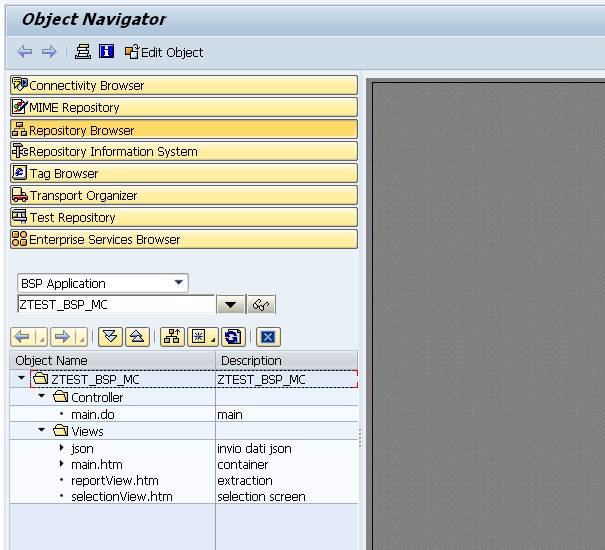 Object Navigator
Edit Object
Connectivity Browser
MIME Repository
Repository Browser
Repository Information System
Tag Browser
Transport Organizer
Test Repository
Enterprise Services Browser
BSP Application
ZTEST_BSP_MC
Object Name Description
ZTEST_BSP_MC ZTEST_BSP_MC
Controller
main.do main
Views
json invio dati json
main.htm container
reportView.htm extraction
selectionView.htm selection screen